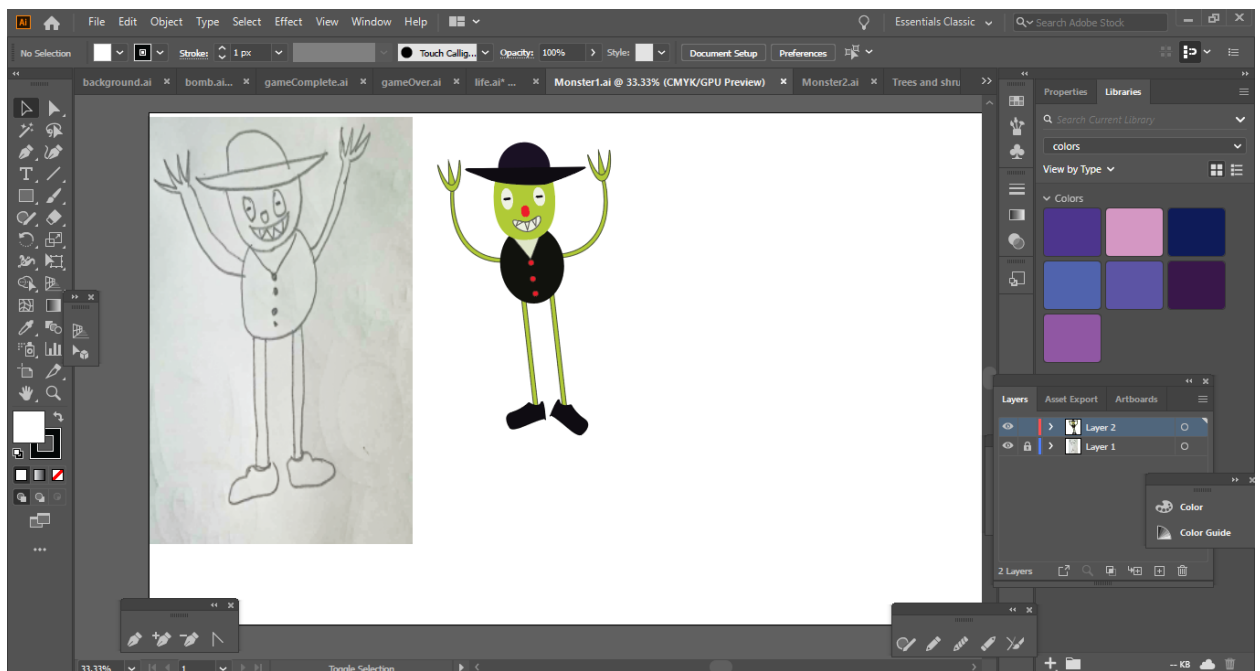 Ai File Edit Object Type Select Effect View Window Help Essentials Classic Search Adobe Stock
No Selection Stroke: 1 px Touch Callig... Opacity: 100% Style: Document Setup Preferences
background.ai × bomb.ai... × gameComplete.ai × gameOver.ai × life.ai* ... × Monster1.ai @ 33.33% (CMYK/GPU Preview) × Monster2.ai × Trees and shru
Properties Libraries
Search Current Library
colors
View by Type
Colors
Layers Asset Export Artboards
Layer 2
Layer 1
Color
Color Guide
2 Layers
33.33% 1 Toggle Selection
-- KB